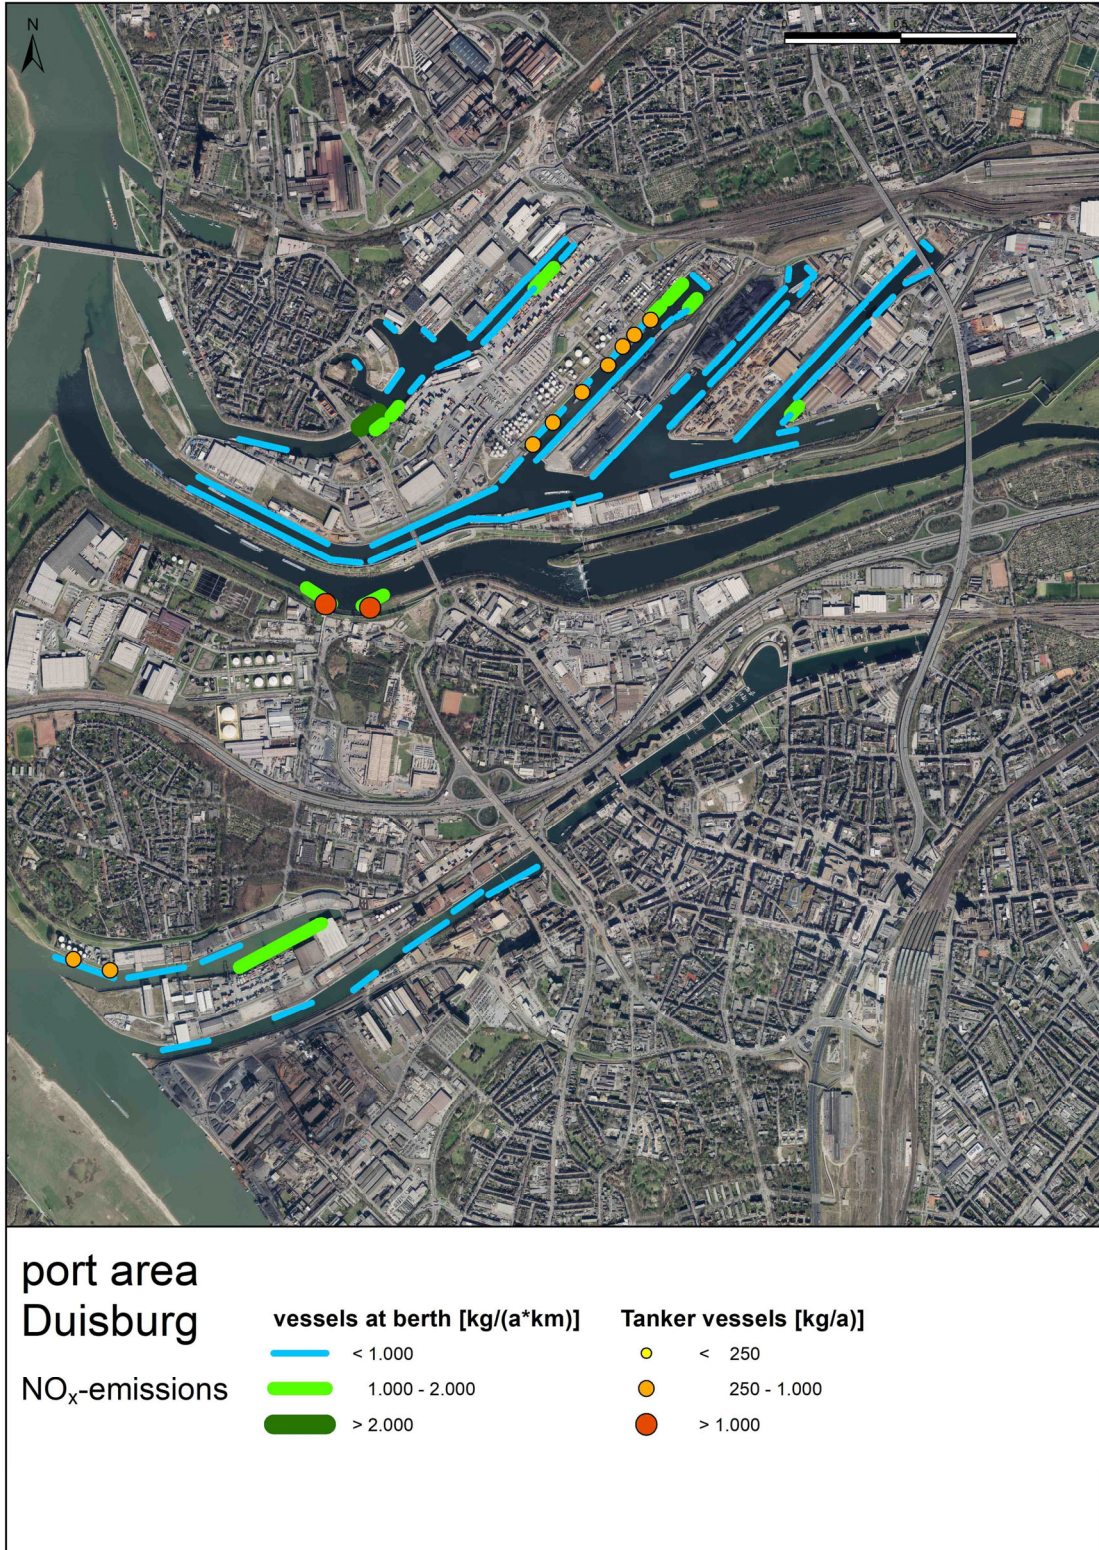 N
km
port area
Duisburg
NOx-emissions
vessels at berth [kg/(a*km)]
< 1.000
1.000 - 2.000
> 2.000
Tanker vessels [kg/a)]
< 250
250 - 1.000
> 1.000